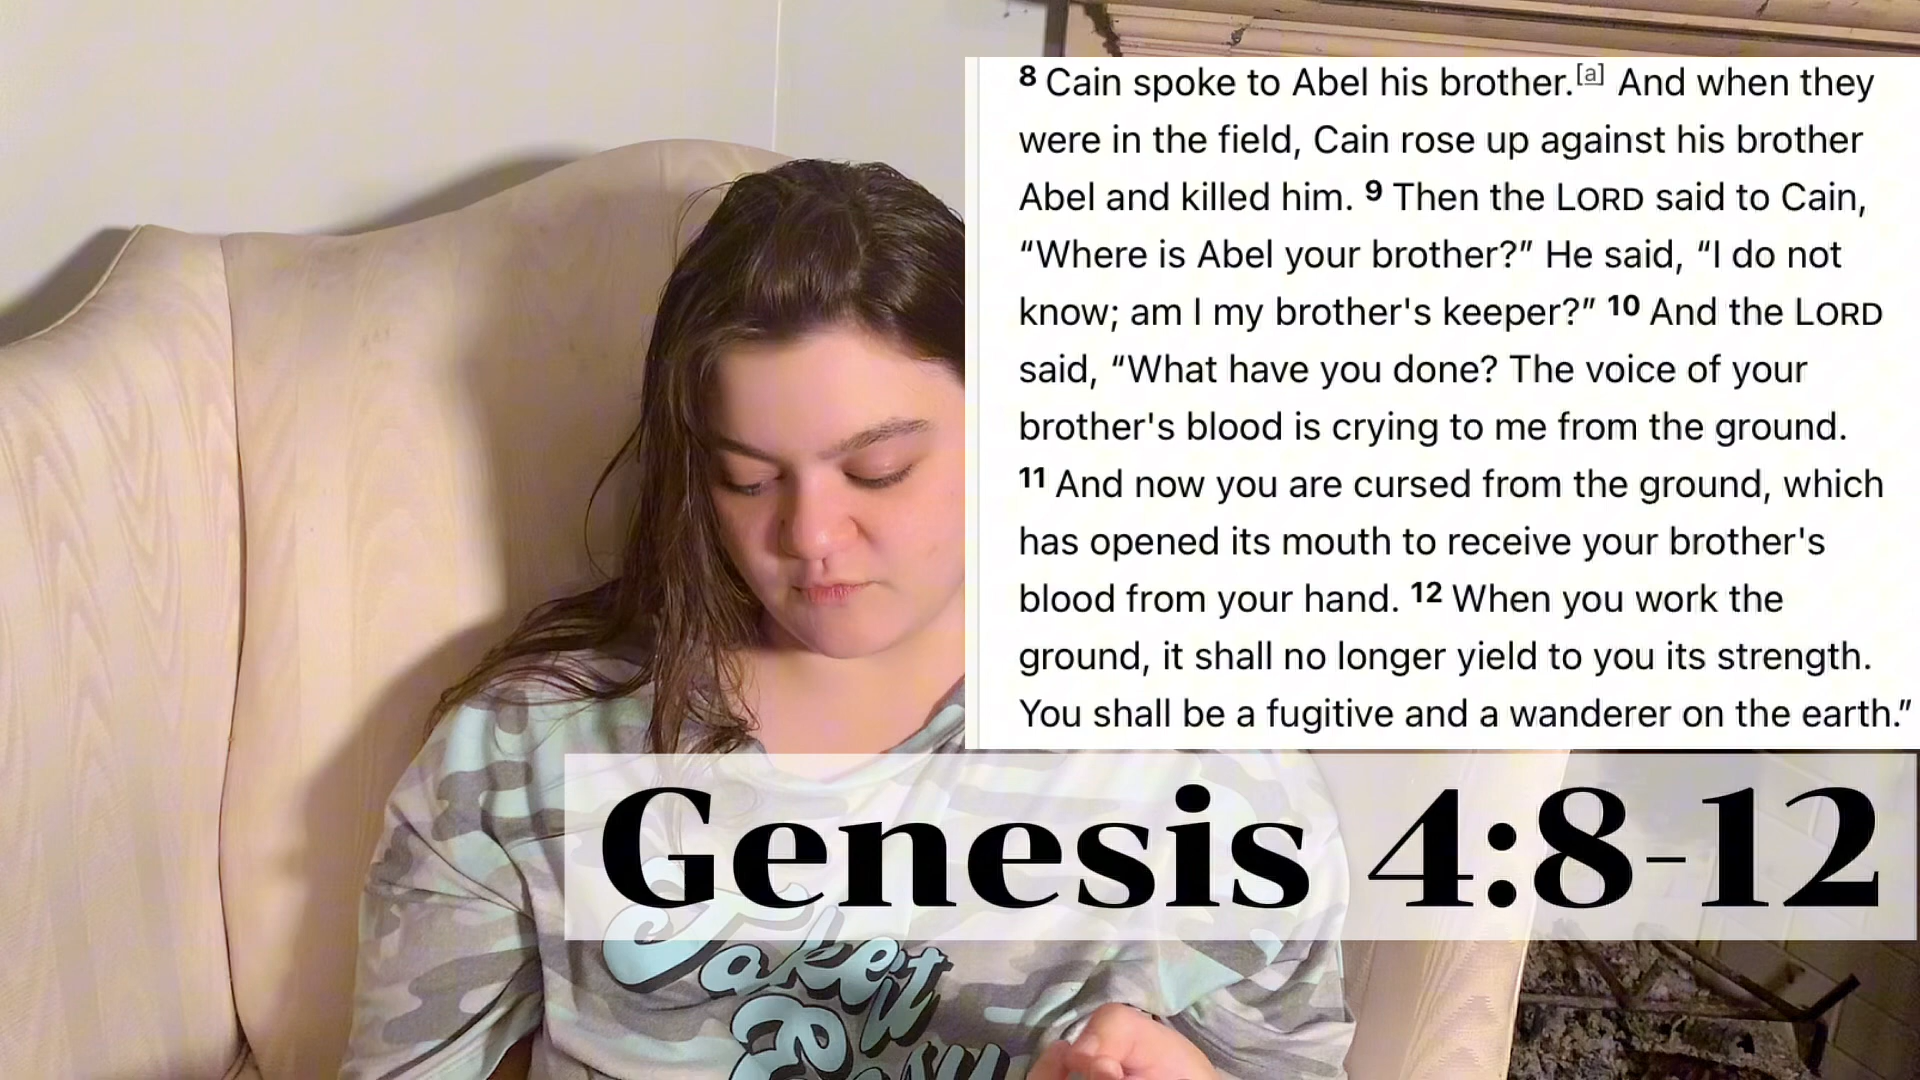 8 Cain spoke to Abel his brother.[a] And when they
were in the field, Cain rose up against his brother
Abel and killed him. 9 Then the LORD said to Cain,
“Where is Abel your brother?” He said, “I do not
know; am I my brother's keeper?” 10 And the LORD
said, “What have you done? The voice of your
brother's blood is crying to me from the ground.
11 And now you are cursed from the ground, which
has opened its mouth to receive your brother's
blood from your hand. 12 When you work the
ground, it shall no longer yield to you its strength.
You shall be a fugitive and a wanderer on the earth.”
Genesis 4:8-12
Take it
Easy